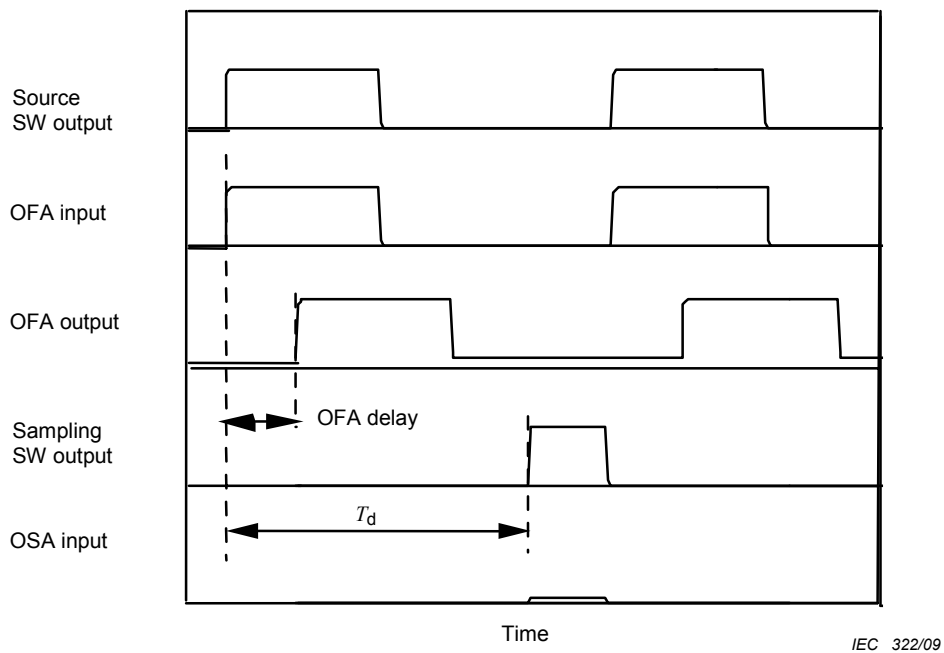 Source
SW output
OFA input
OFA output
OFA delay
Sampling
SW output
Td
OSA input
Time
IEC 322/09